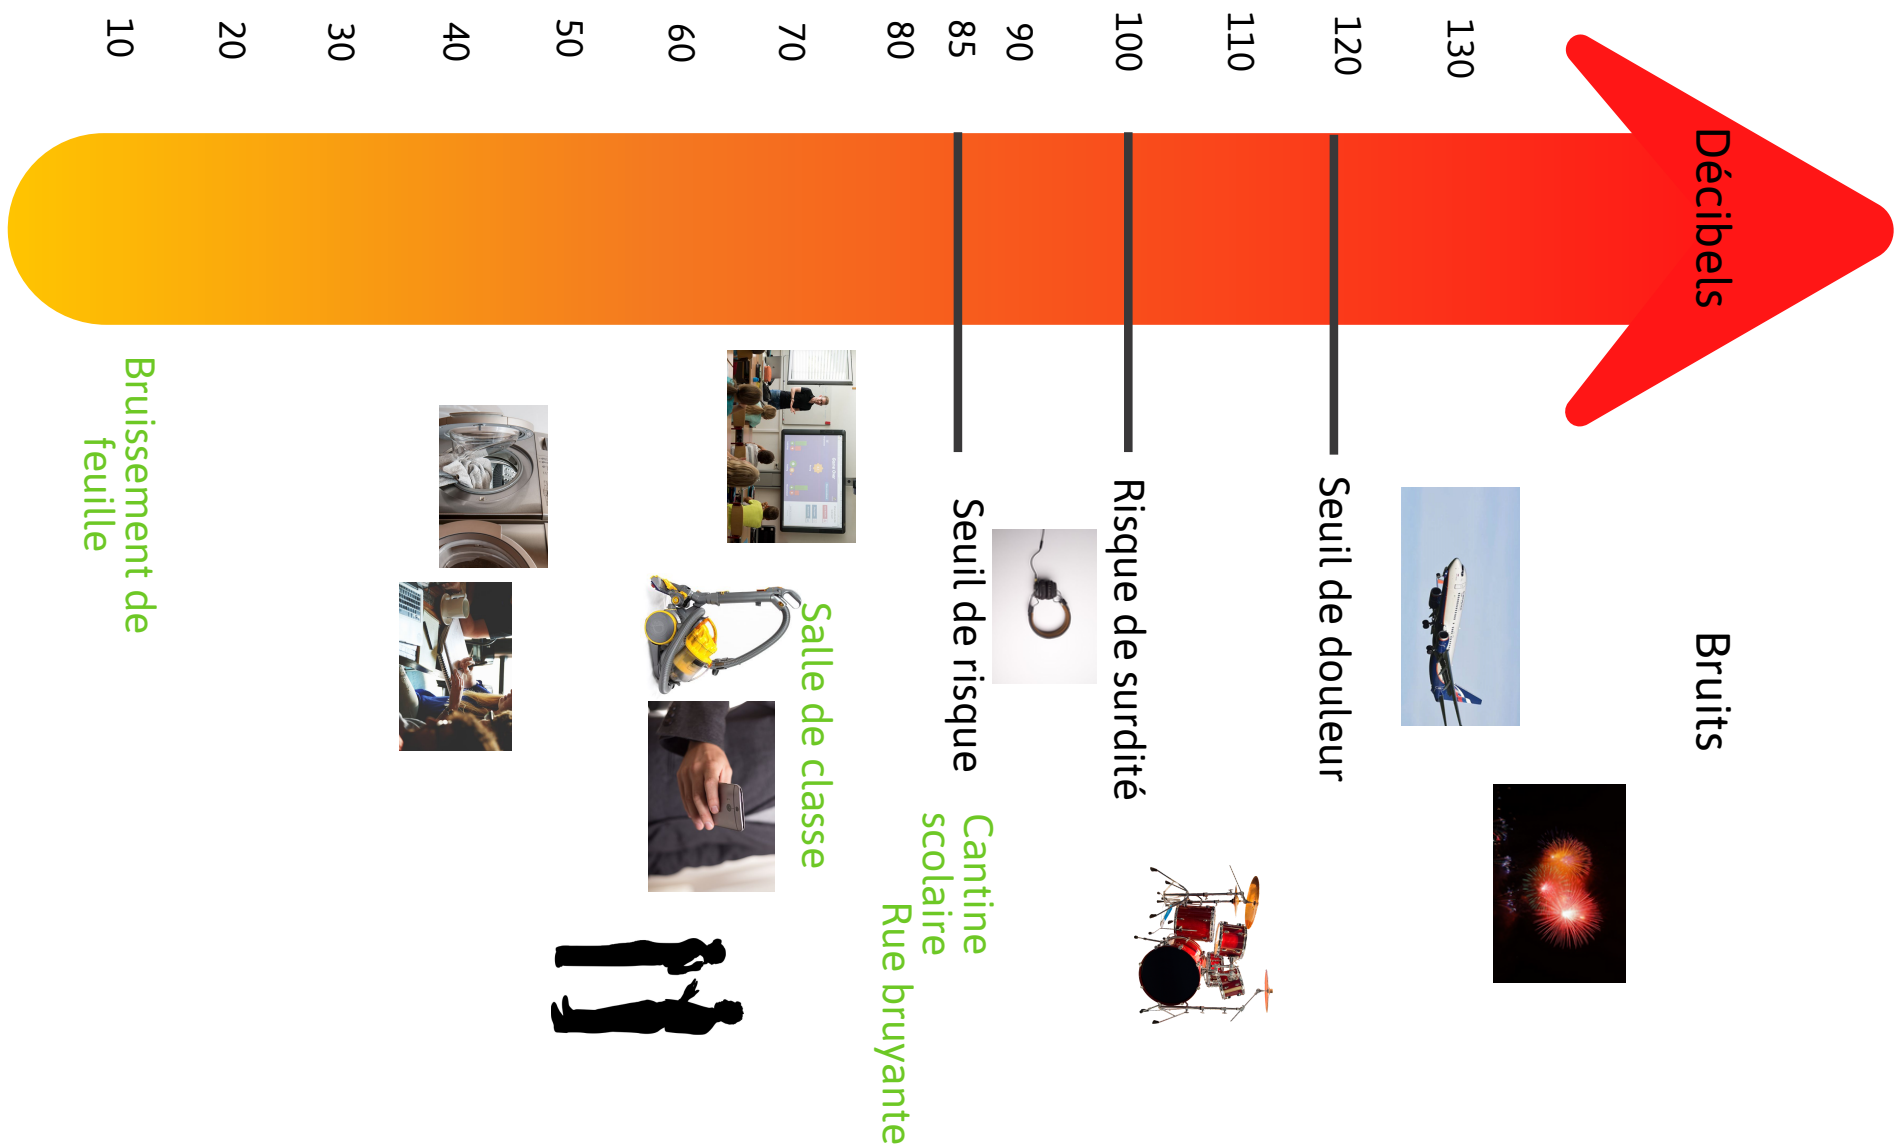 Décibels
Bruits
130
120
Seuil de douleur
110
100
Risque de surdité
90
85
Seuil de risque
Cantine
scolaire
80
Rue bruyante
70
Salle de classe
60
50
40
30
20
10
Bruissement de
feuille